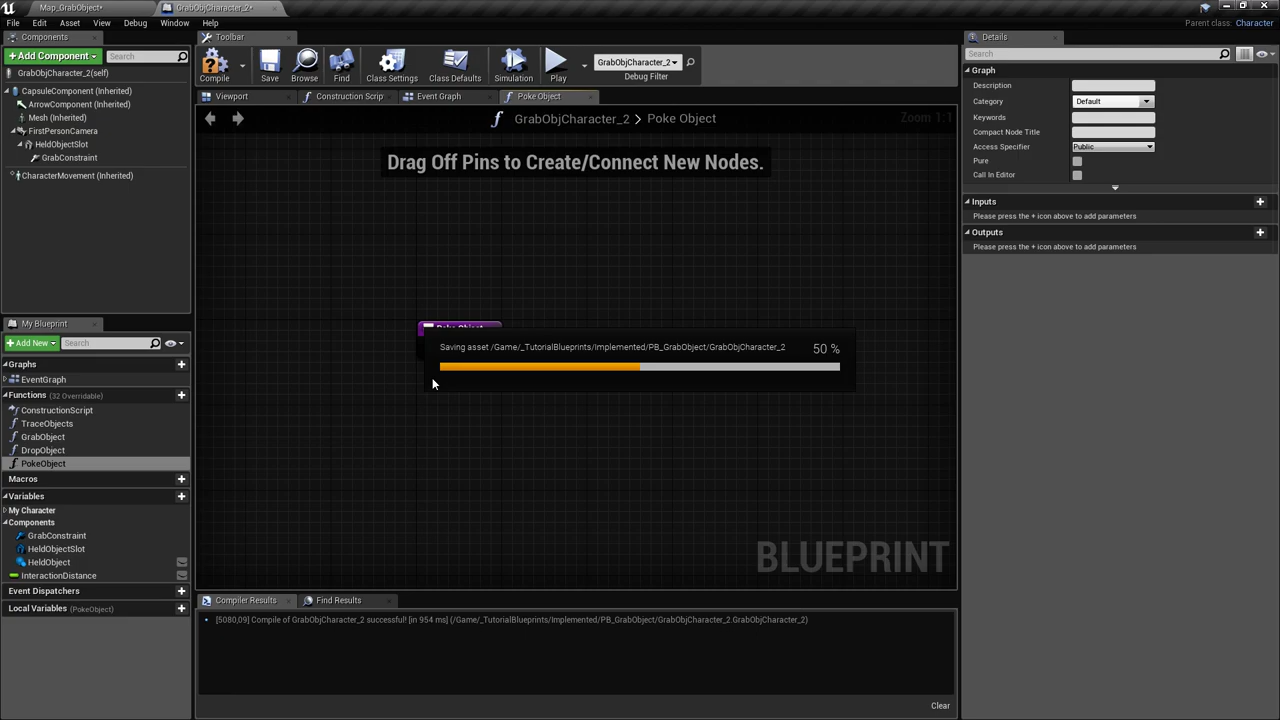 Map_GrabObject*
GrabObjCharacter_2*
File Edit Asset View Debug Window Help
Parent class: Character
Components
Toolbar
Details
Add Component
Search
Compile
Save
Browse
Find
Class Settings
Class Defaults
Simulation
Play
GrabObjCharacter_2
Debug Filter
Search
GrabObjCharacter_2(self)
CapsuleComponent (Inherited)
ArrowComponent (Inherited)
Mesh (Inherited)
FirstPersonCamera
HeldObjectSlot
GrabConstraint
CharacterMovement (Inherited)
Viewport
Construction Scrip
Event Graph
Poke Object
GrabObjCharacter_2 > Poke Object
Zoom 1:1
Drag Off Pins to Create/Connect New Nodes.
Poke Object
Saving asset /Game/_TutorialBlueprints/Implemented/PB_GrabObject/GrabObjCharacter_2
50 %
BLUEPRINT
Graph
Description
Category Default
Keywords
Compact Node Title
Access Specifier Public
Pure
Call In Editor
Inputs
Please press the + icon above to add parameters
Outputs
Please press the + icon above to add parameters
My Blueprint
Add New
Search
Graphs
EventGraph
Functions (32 Overridable)
ConstructionScript
TraceObjects
GrabObject
DropObject
PokeObject
Macros
Variables
My Character
Components
GrabConstraint
HeldObjectSlot
HeldObject
InteractionDistance
Event Dispatchers
Local Variables (PokeObject)
Compiler Results
Find Results
[5080,09] Compile of GrabObjCharacter_2 successful! [in 954 ms] (/Game/_TutorialBlueprints/Implemented/PB_GrabObject/GrabObjCharacter_2.GrabObjCharacter_2)
Clear